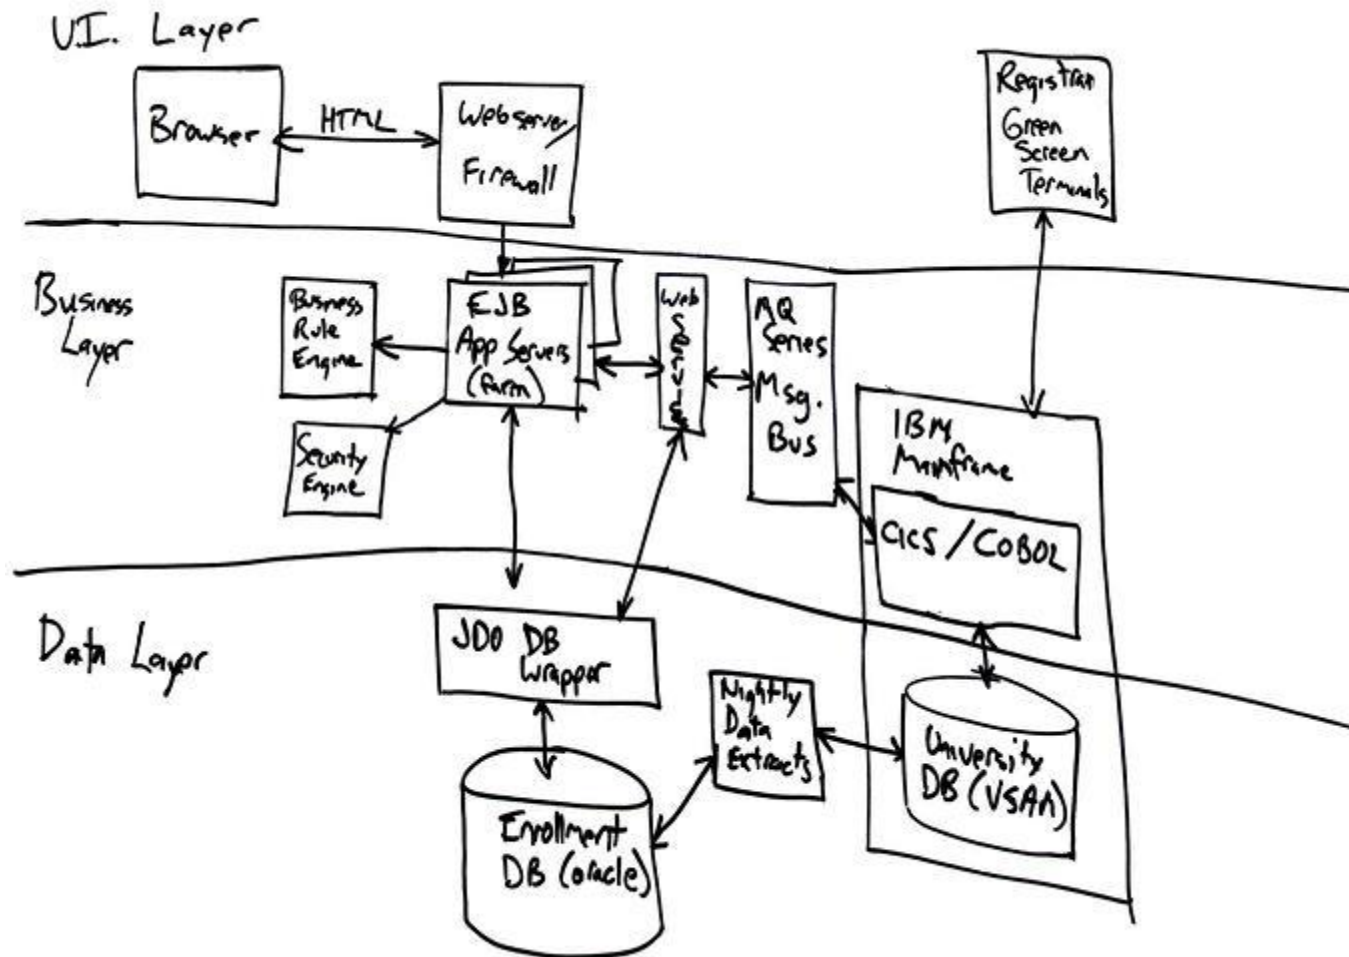 U.I. Layer
Browser
HTML
Webserver/
Firewall
Registrar
Green
Screen
Terminals
Business
Layer
Business
Rule
Engine
EJB
App Servers
(farm)
Web
MQ
Series
Msg.
Bus
Security
Engine
IBM
Mainframe
CICS / COBOL
Data Layer
JDO DB
Wrapper
Nightly
Data
Extracts
University
DB (VSAM)
Enrollment
DB (oracle)